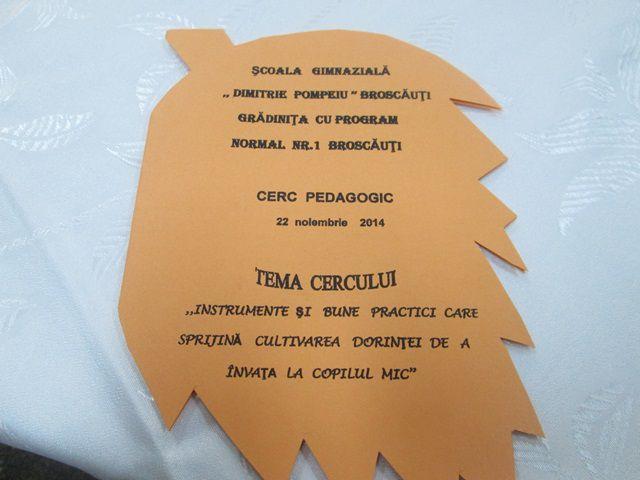 ŞCOALA GIMNAZIALĂ
„ DIMITRIE POMPEIU " BROSCĂUŢI
GRĂDINIŢA CU PROGRAM
NORMAL NR.1 BROSCĂUŢI
CERC PEDAGOGIC
22 noiembrie 2014
TEMA CERCULUI
,,INSTRUMENTE ŞI BUNE PRACTICI CARE
SPRIJINĂ CULTIVAREA DORINŢEI DE A
ÎNVAŢA LA COPILUL MIC”